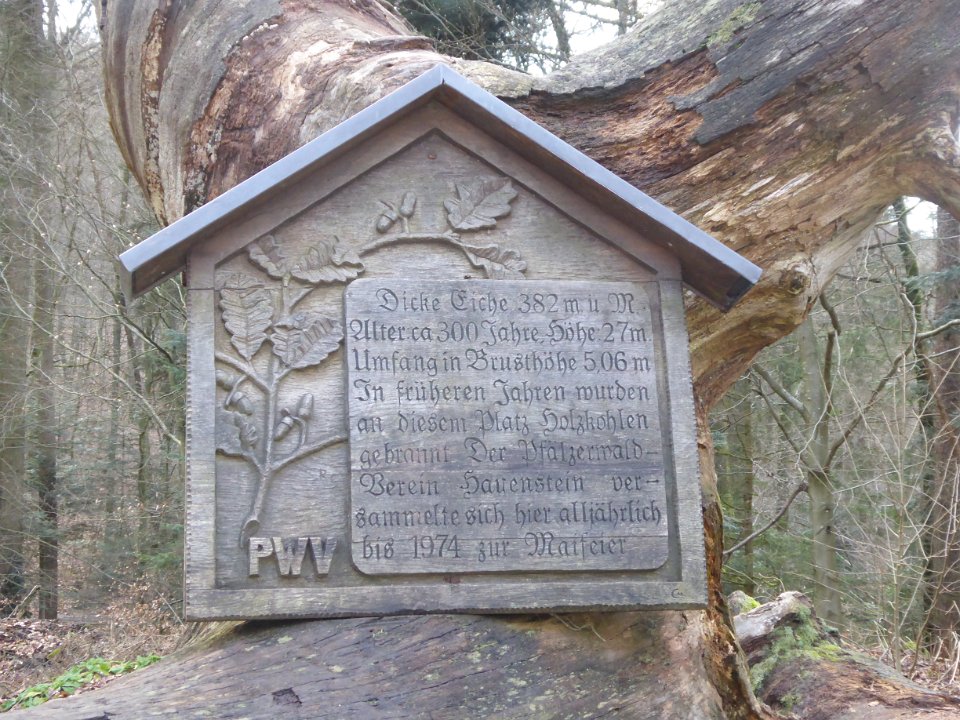 Dicke Eiche 382 m ü. M.
Alter ca 300 Jahre, Höhe 27m
Umfang in Brusthöhe 5,06 m
In früheren Jahren wurden
an diesem Platz Holzkohlen
gebrannt. Der Pfälzerwald-
Verein Hauenstein ver-
sammelte sich hier alljährlich
bis 1974 zur Maifeier
PWV